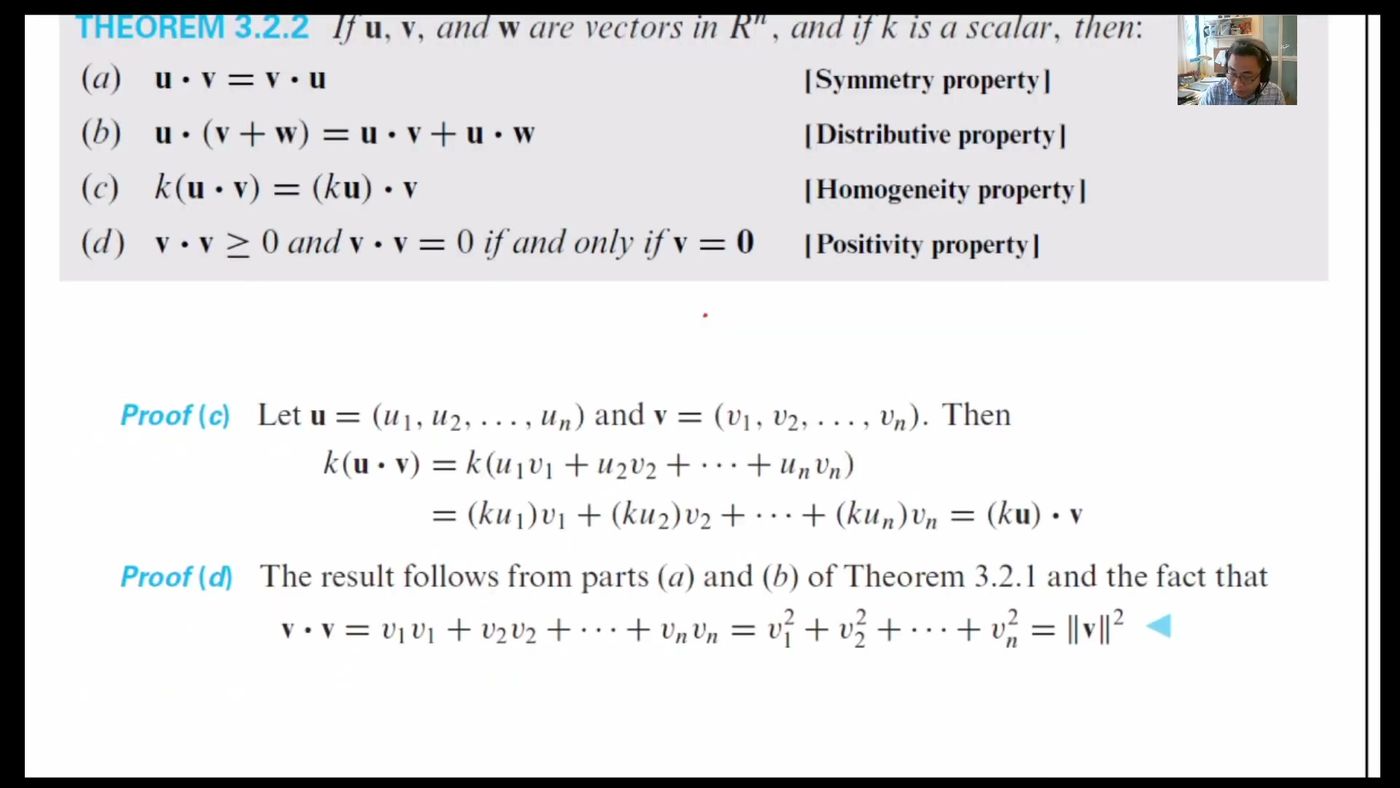 THEOREM 3.2.2 If u, v, and w are vectors in Rⁿ, and if k is a scalar, then:
(a) u · v = v · u [Symmetry property]
(b) u · (v + w) = u · v + u · w [Distributive property]
(c) k(u · v) = (ku) · v [Homogeneity property]
(d) v · v ≥ 0 and v · v = 0 if and only if v = 0 [Positivity property]
Proof (c) Let u = (u₁, u₂, . . . , uₙ) and v = (v₁, v₂, . . . , vₙ). Then
k(u · v) = k(u₁v₁ + u₂v₂ + · · · + uₙvₙ)
= (ku₁)v₁ + (ku₂)v₂ + · · · + (kuₙ)vₙ = (ku) · v
Proof (d) The result follows from parts (a) and (b) of Theorem 3.2.1 and the fact that
v · v = v₁v₁ + v₂v₂ + · · · + vₙvₙ = v₁² + v₂² + · · · + vₙ² = ‖v‖²